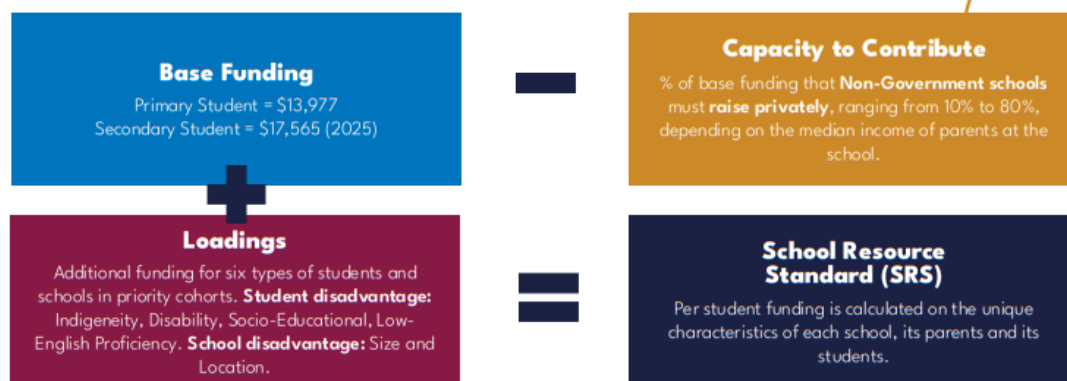 Base Funding
Primary Student = $13,977
Secondary Student = $17,565 (2025)
Capacity to Contribute
% of base funding that Non-Government schools
must raise privately, ranging from 10% to 80%,
depending on the median income of parents at the
school.
Loadings
Additional funding for six types of students and
schools in priority cohorts. Student disadvantage:
Indigeneity, Disability, Socio-Educational, Low-
English Proficiency. School disadvantage: Size and
Location.
School Resource
Standard (SRS)
Per student funding is calculated on the unique
characteristics of each school, its parents and its
students.